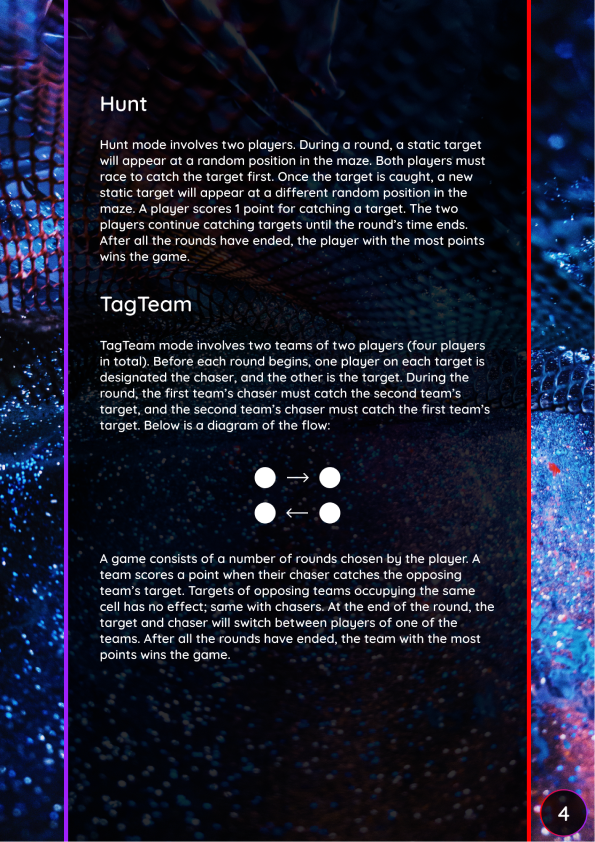 Hunt
Hunt mode involves two players. During a round, a static target
will appear at a random position in the maze. Both players must
race to catch the target first. Once the target is caught, a new
static target will appear at a different random position in the
maze. A player scores 1 point for catching a target. The two
players continue catching targets until the round's time ends.
After all the rounds have ended, the player with the most points
wins the game.
TagTeam
TagTeam mode involves two teams of two players (four players
in total). Before each round begins, one player on each target is
designated the chaser, and the other is the target. During the
round, the first team's chaser must catch the second team's
target, and the second team's chaser must catch the first team's
target. Below is a diagram of the flow:
A game consists of a number of rounds chosen by the player. A
team scores a point when their chaser catches the opposing
team's target. Targets of opposing teams occupying the same
cell has no effect; same with chasers. At the end of the round, the
target and chaser will switch between players of one of the
teams. After all the rounds have ended, the team with the most
points wins the game.
4